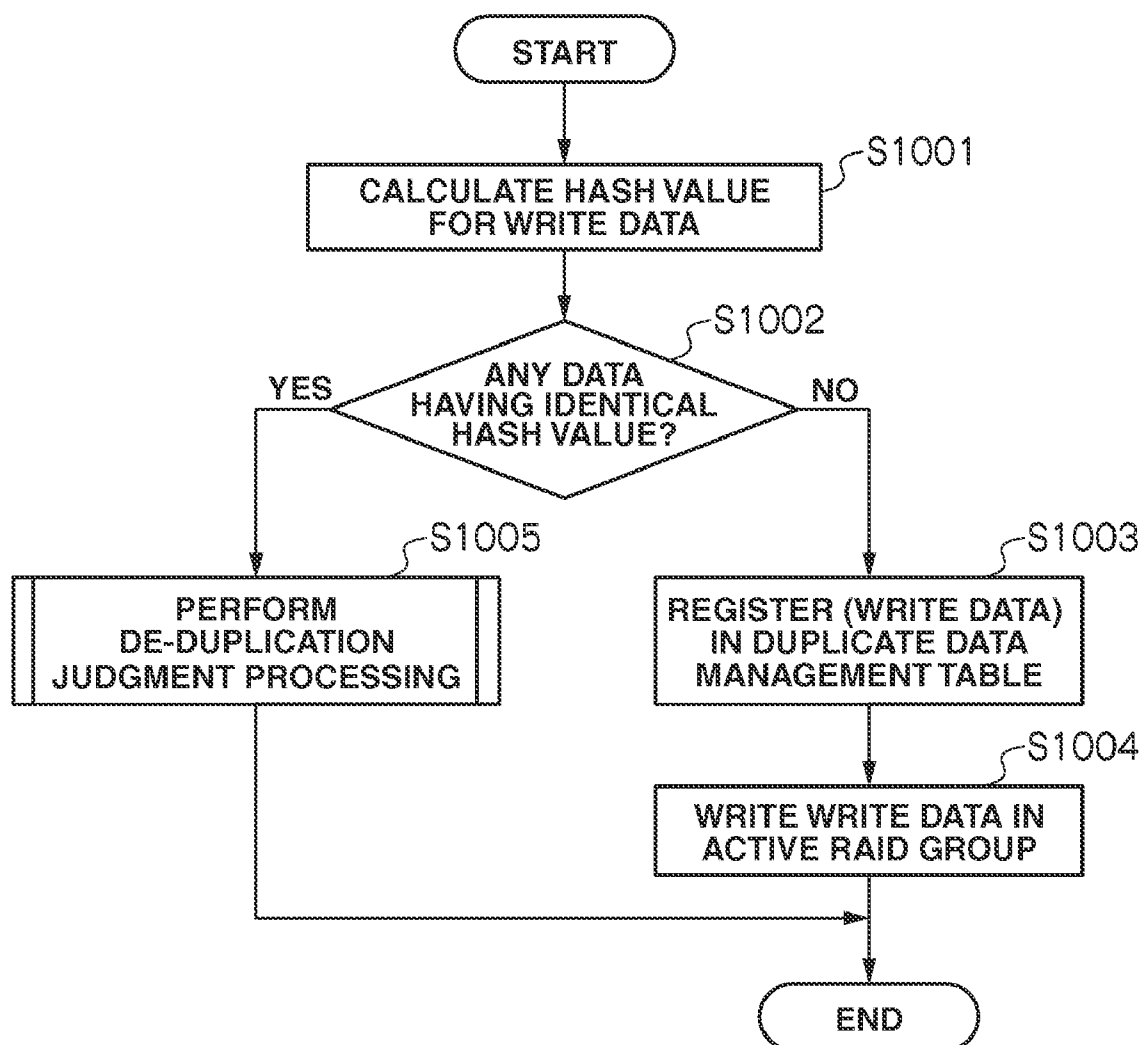 START
S1001
CALCULATE HASH VALUE
FOR WRITE DATA
S1002
YES
ANY DATA
HAVING IDENTICAL
HASH VALUE?
NO
S1005
PERFORM
DE-DUPLICATION
JUDGMENT PROCESSING
S1003
REGISTER (WRITE DATA)
IN DUPLICATE DATA
MANAGEMENT TABLE
S1004
WRITE WRITE DATA IN
ACTIVE RAID GROUP
END